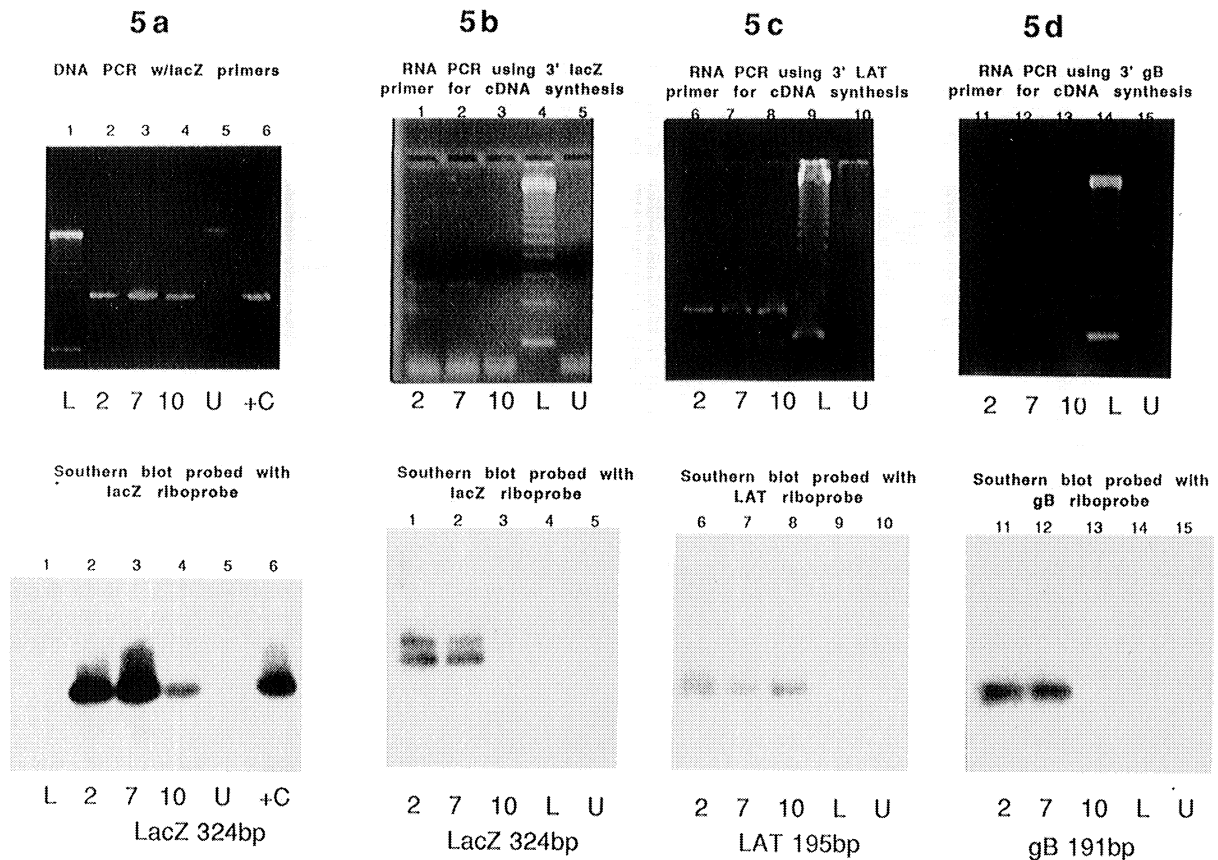 5a
DNA PCR w/lacZ primers
1 2 3 4 5 6
L 2 7 10 U +C
Southern blot probed with
lacZ riboprobe
1 2 3 4 5 6
L 2 7 10 U +C
LacZ 324bp
5b
RNA PCR using 3' lacZ
primer for cDNA synthesis
1 2 3 4 5
2 7 10 L U
Southern blot probed with
lacZ riboprobe
1 2 3 4 5
2 7 10 L U
LacZ 324bp
5c
RNA PCR using 3' LAT
primer for cDNA synthesis
6 7 8 9 10
2 7 10 L U
Southern blot probed with
LAT riboprobe
6 7 8 9 10
2 7 10 L U
LAT 195bp
5d
RNA PCR using 3' gB
primer for cDNA synthesis
11 12 13 14 15
2 7 10 L U
Southern blot probed with
gB riboprobe
11 12 13 14 15
2 7 10 L U
gB 191bp